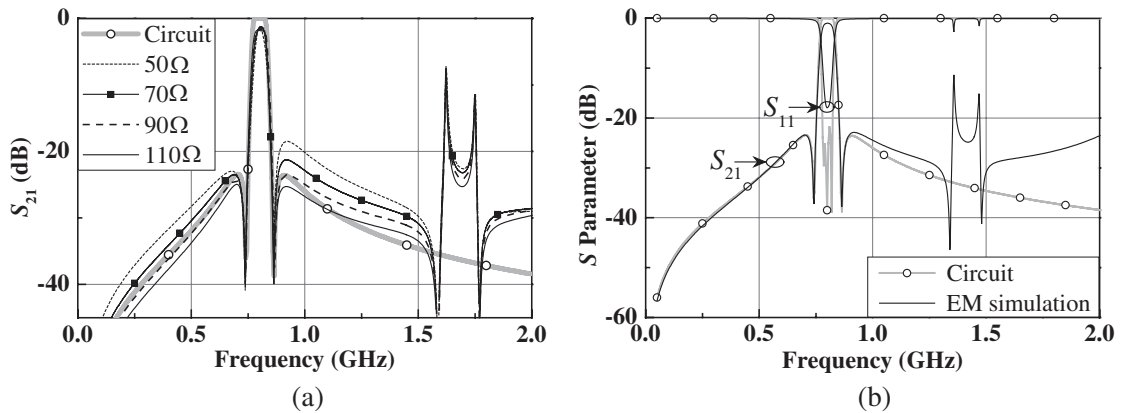 0
-20
-40
S21 (dB)
Circuit
50Ω
70Ω
90Ω
110Ω
0.0 0.5 1.0 1.5 2.0
Frequency (GHz)
(a)
0
-20
-40
-60
S Parameter (dB)
S11
S21
Circuit
EM simulation
0.0 0.5 1.0 1.5 2.0
Frequency (GHz)
(b)